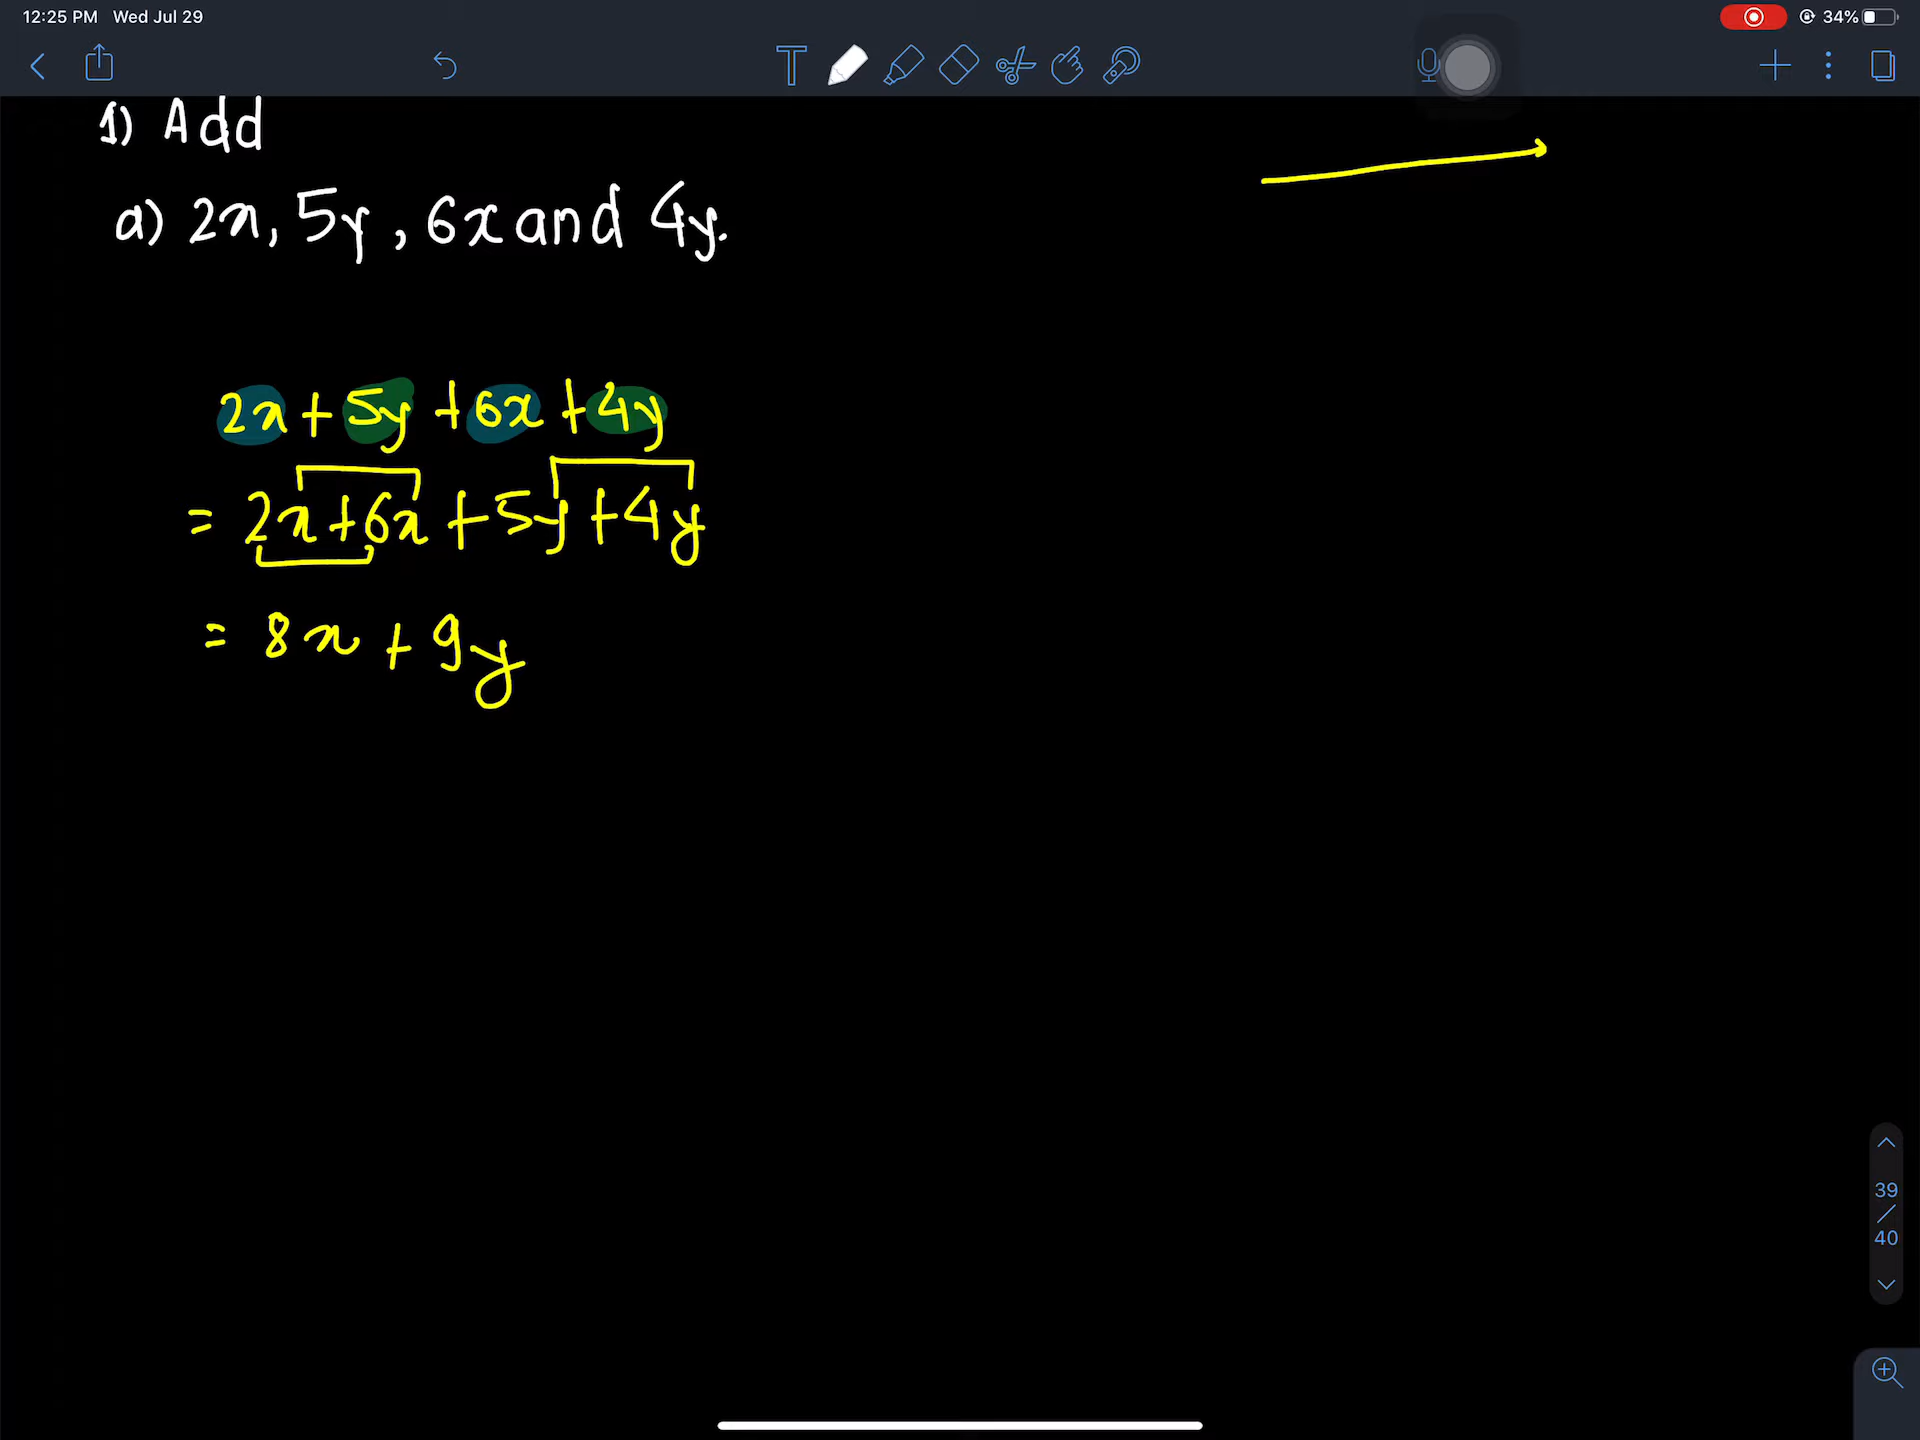 12:25 PM Wed Jul 29 34%
1) Add
a) 2x, 5y, 6x and 4y.
2x + 5y + 6x + 4y
= 2x + 6x + 5y + 4y
= 8x + 9y
39
/
40